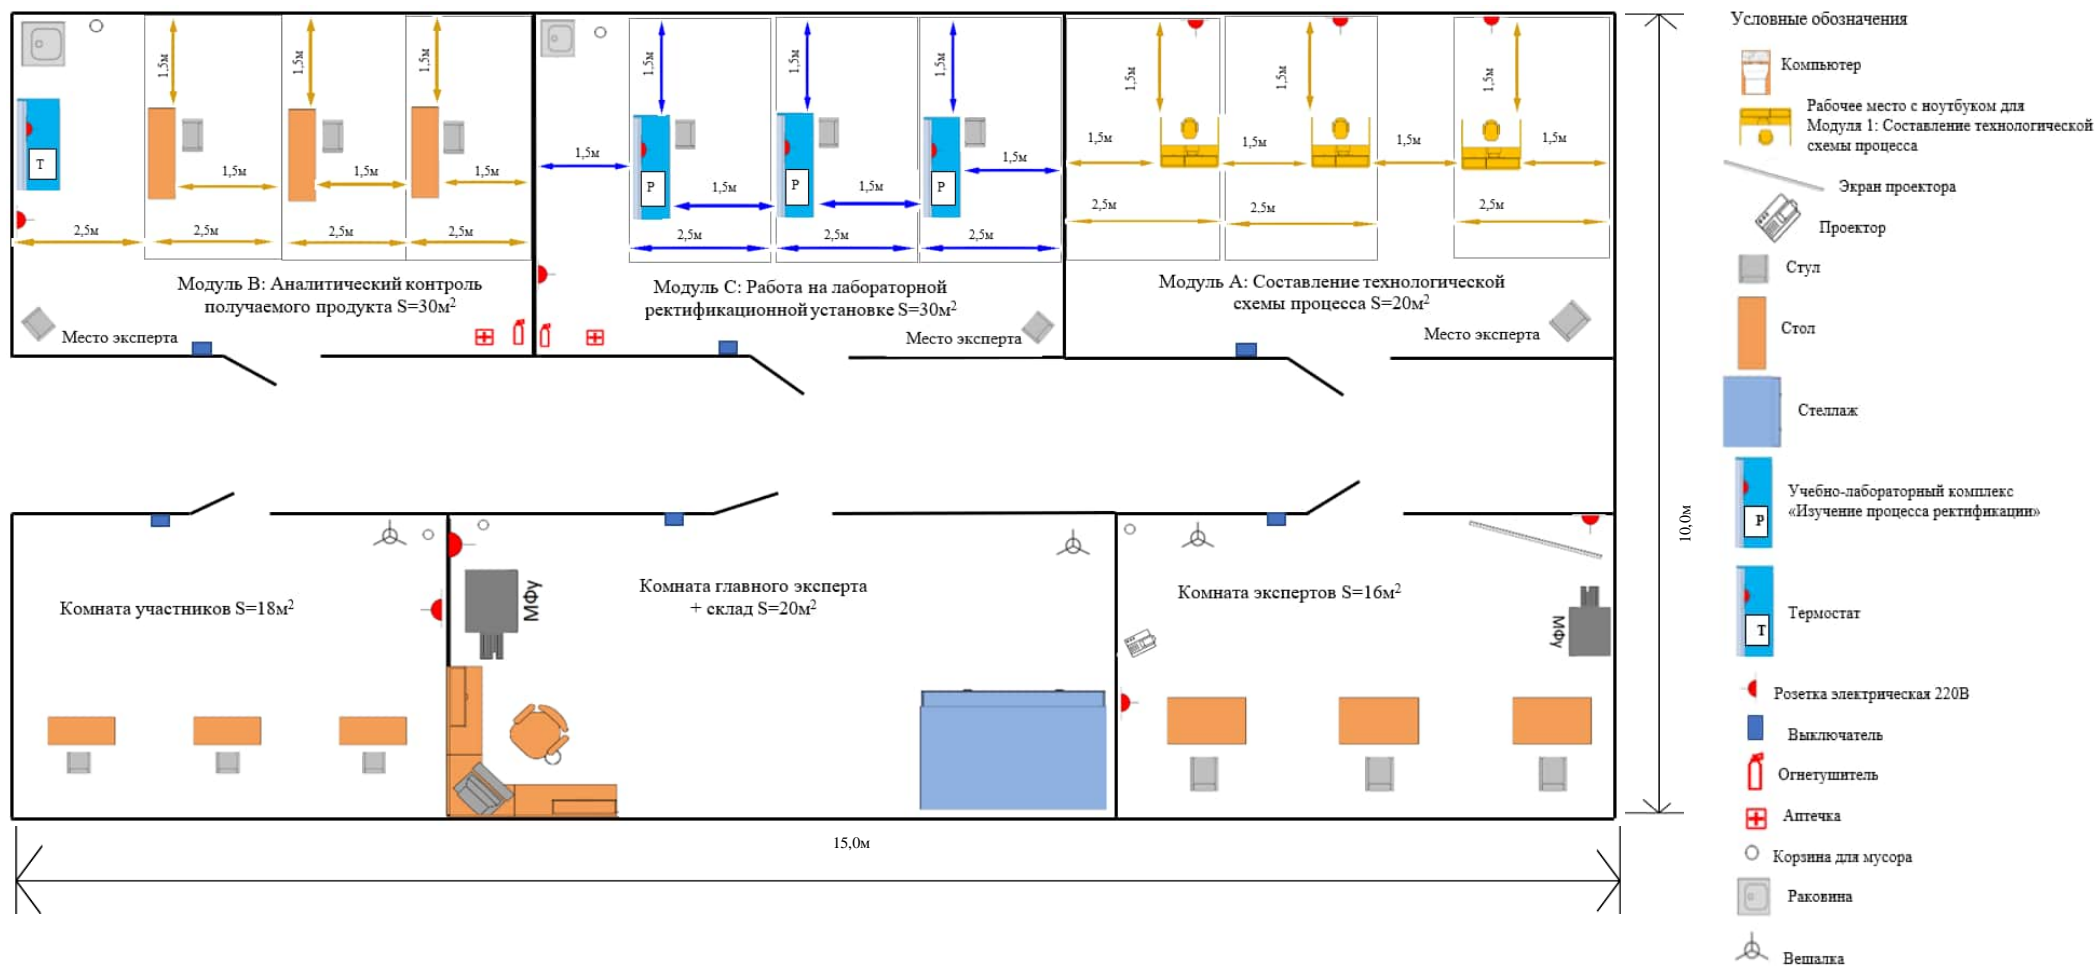 1,5м
1,5м
1,5м
Т
1,5м
1,5м
1,5м
2,5м
2,5м
2,5м
2,5м
Модуль В: Аналитический контроль
получаемого продукта S=30м2
Место эксперта
1,5м
1,5м
1,5м
1,5м
1,5м
Р
Р
Р
1,5м
1,5м
2,5м
2,5м
2,5м
Модуль С: Работа на лабораторной
ректификационной установке S=30м2
Место эксперта
1,5м
1,5м
1,5м
1,5м
1,5м
1,5м
1,5м
2,5м
2,5м
2,5м
Модуль А: Составление технологической
схемы процесса S=20м2
Место эксперта
Комната участников S=18м2
МФу
Комната главного эксперта
+ склад S=20м2
Комната экспертов S=16м2
МФу
10,0м
15,0м
Условные обозначения
Компьютер
Рабочее место с ноутбуком для
Модуля 1: Составление технологической
схемы процесса
Экран проектора
Проектор
Стул
Стол
Стеллаж
Учебно-лабораторный комплекс
«Изучение процесса ректификации»
Р
Термостат
Т
Розетка электрическая 220В
Выключатель
Огнетушитель
Аптечка
Корзина для мусора
Раковина
Вешалка